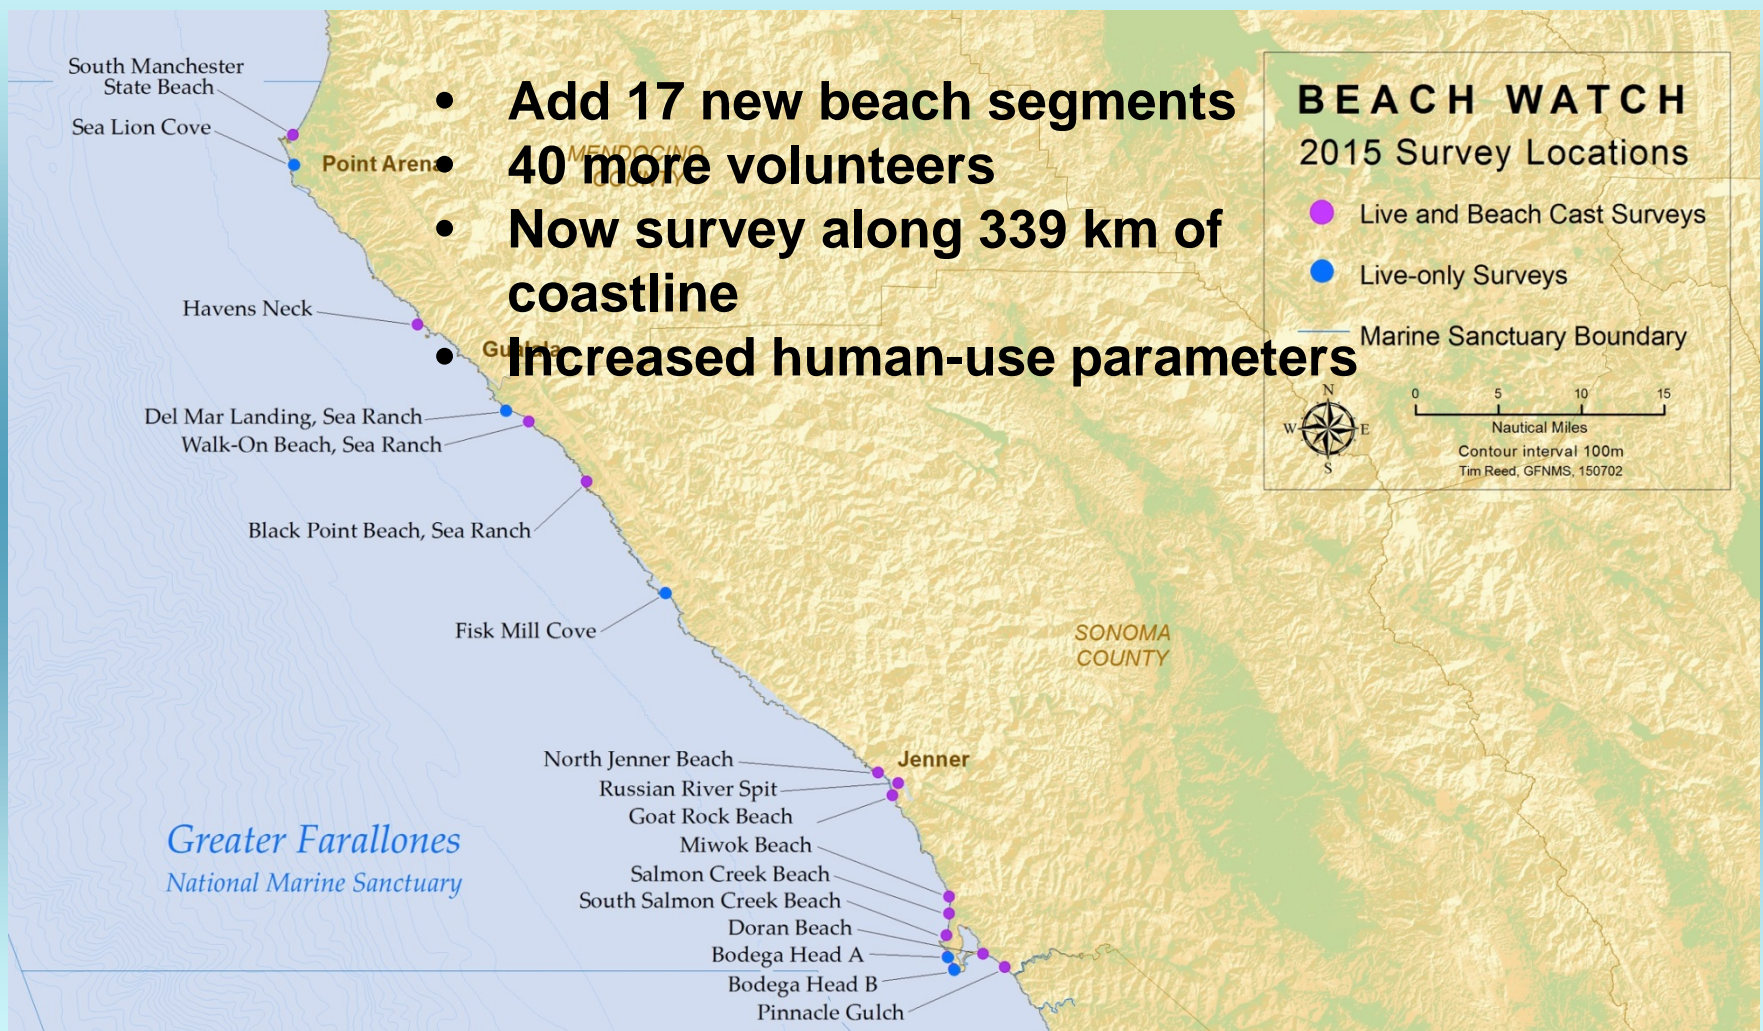 South Manchester
State Beach
Sea Lion Cove
Point Arena
MENDOCINO
COUNTY
• Add 17 new beach segments
• 40 more volunteers
• Now survey along 339 km of
coastline
• Increased human-use parameters
BEACH WATCH
2015 Survey Locations
Live and Beach Cast Surveys
Live-only Surveys
Marine Sanctuary Boundary
N
W
E
S
0 5 10 15
Nautical Miles
Contour interval 100m
Tim Reed, GFNMS, 150702
Havens Neck
Gualala
Del Mar Landing, Sea Ranch
Walk-On Beach, Sea Ranch
Black Point Beach, Sea Ranch
Fisk Mill Cove
SONOMA
COUNTY
North Jenner Beach
Jenner
Russian River Spit
Goat Rock Beach
Miwok Beach
Salmon Creek Beach
South Salmon Creek Beach
Doran Beach
Bodega Head A
Bodega Head B
Pinnacle Gulch
Greater Farallones
National Marine Sanctuary